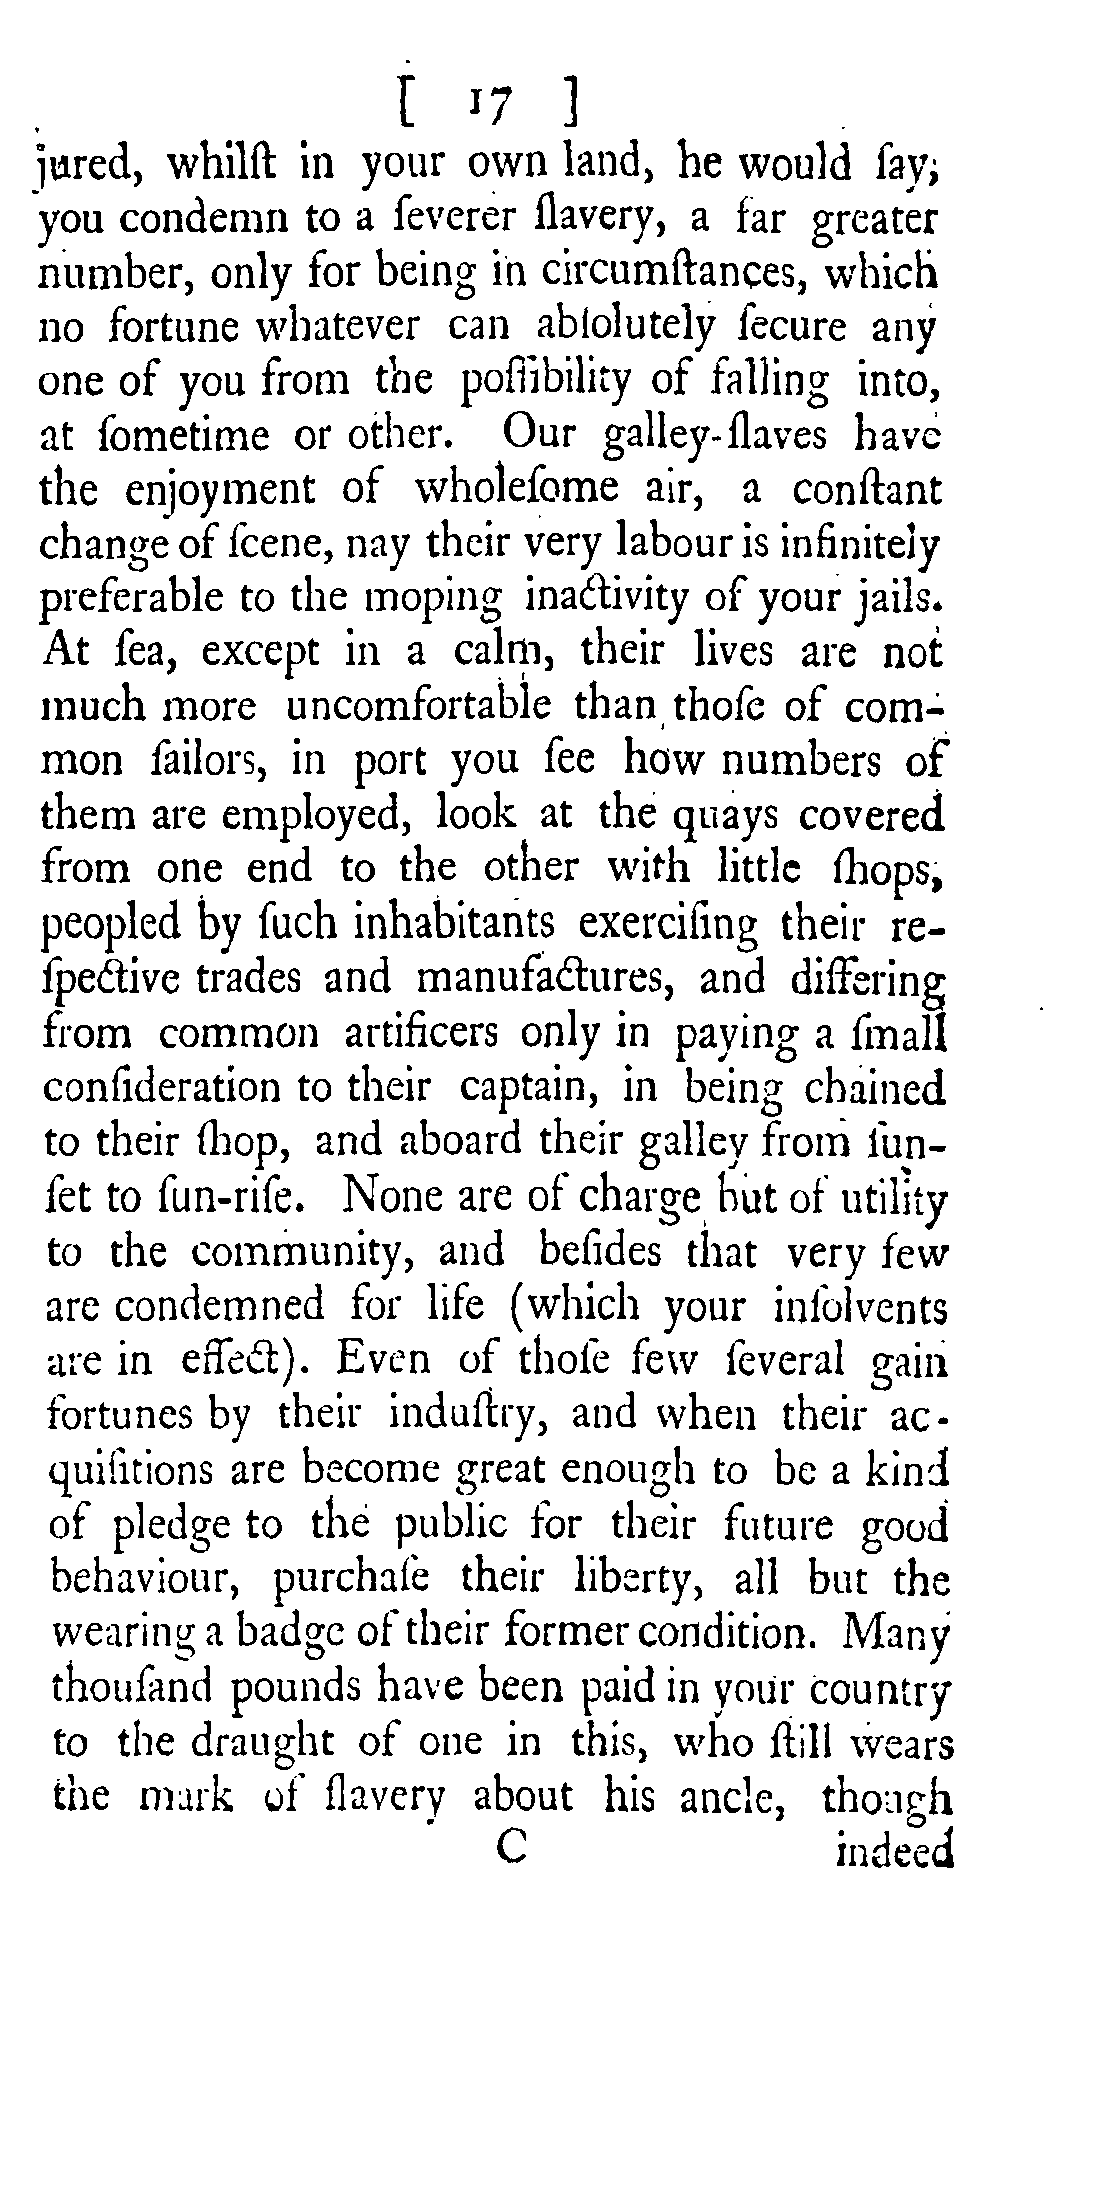 [ 17 ]
jured, whilſt in your own land, he would ſay;
you condemn to a ſeverer ſlavery, a far greater
number, only for being in circumſtances, which
no fortune whatever can abſolutely ſecure any
one of you from the poſſibility of falling into,
at ſometime or other. Our galley-ſlaves have
the enjoyment of wholeſome air, a conſtant
change of ſcene, nay their very labour is infinitely
preferable to the moping inactivity of your jails.
At ſea, except in a calm, their lives are not
much more uncomfortable than thoſe of com-
mon ſailors, in port you ſee how numbers of
them are employed, look at the quays covered
from one end to the other with little ſhops,
peopled by ſuch inhabitants exerciſing their re-
ſpective trades and manufactures, and differing
from common artificers only in paying a ſmall
conſideration to their captain, in being chained
to their ſhop, and aboard their galley from ſun-
ſet to ſun-riſe. None are of charge but of utility
to the community, and beſides that very few
are condemned for life (which your inſolvents
are in effect). Even of thoſe few ſeveral gain
fortunes by their induſtry, and when their ac-
quiſitions are become great enough to be a kind
of pledge to the public for their future good
behaviour, purchaſe their liberty, all but the
wearing a badge of their former condition. Many
thouſand pounds have been paid in your country
to the draught of one in this, who ſtill wears
the mark of ſlavery about his ancle, though
C indeed